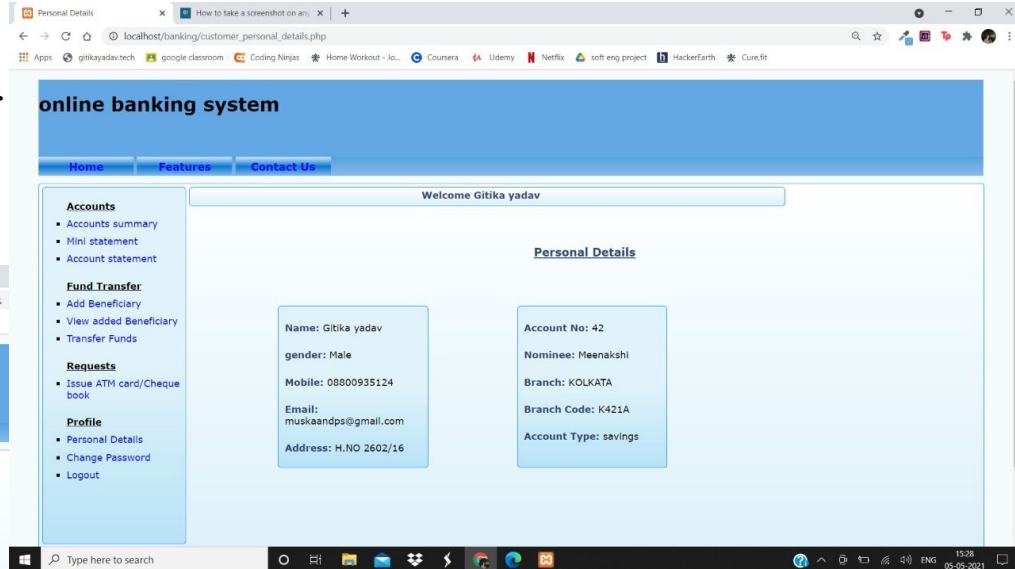 Personal Details
How to take a screenshot on any
localhost/banking/customer_personal_details.php
Apps
gitikayadav.tech
google classroom
Coding Ninjas
Home Workout - Jo...
Coursera
Udemy
Netflix
soft eng project
HackerEarth
Cure.fit
online banking system
Home
Features
Contact Us
Welcome Gitika yadav
Accounts
Accounts summary
Mini statement
Account statement
Fund Transfer
Add Beneficiary
View added Beneficiary
Transfer Funds
Requests
Issue ATM card/Cheque
book
Profile
Personal Details
Change Password
Logout
Personal Details
Name: Gitika yadav
gender: Male
Mobile: 08800935124
Email:
muskaandps@gmail.com
Address: H.NO 2602/16
Account No: 42
Nominee: Meenakshi
Branch: KOLKATA
Branch Code: K421A
Account Type: savings
Type here to search
ENG
15:28
05-05-2021